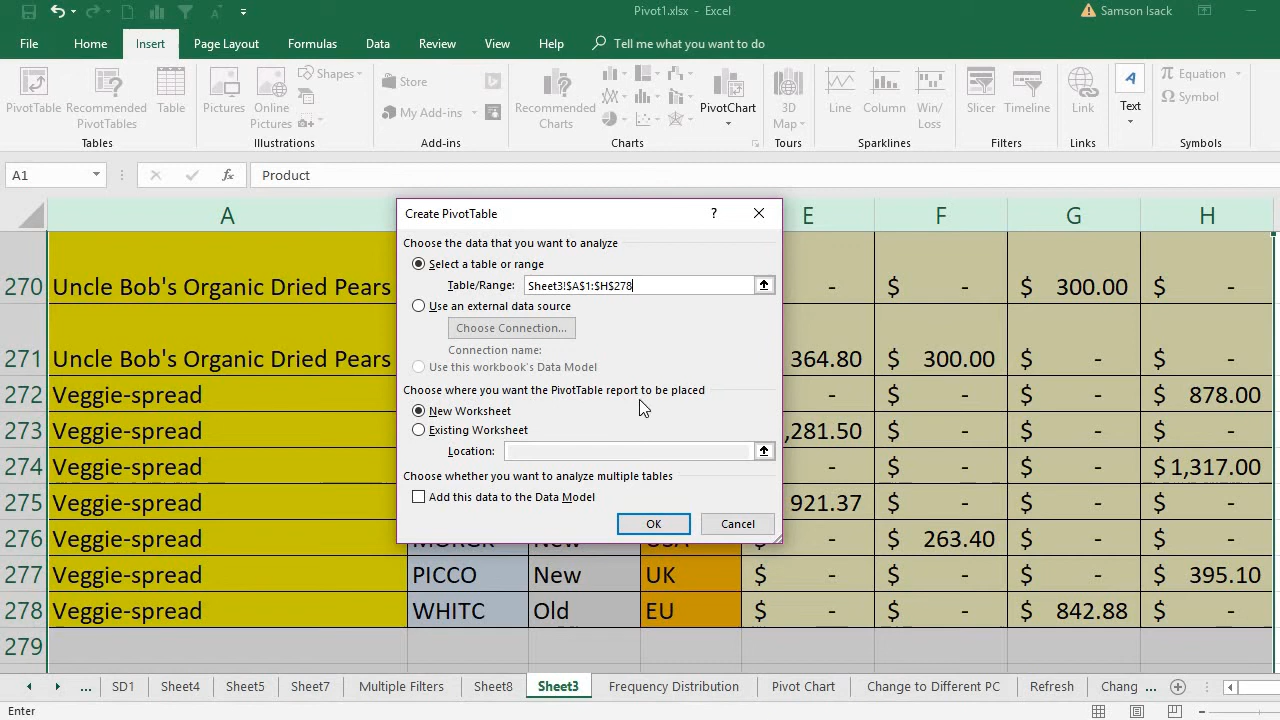 Pivot1.xlsx - Excel
Samson Isack
File Home Insert Page Layout Formulas Data Review View Help Tell me what you want to do
PivotTable Recommended PivotTables Table
Tables
Pictures Online Pictures Shapes
Illustrations
Store
My Add-ins
Add-ins
Recommended Charts PivotChart
Charts
3D Map
Tours
Line Column Win/Loss
Sparklines
Slicer Timeline
Filters
Link
Links
A Text
π Equation
Ω Symbol
Symbols
A1 fx Product
A E F G H
Create PivotTable ?
Choose the data that you want to analyze
Select a table or range
Table/Range: Sheet3!$A$1:$H$278
Use an external data source
Choose Connection...
Connection name:
Use this workbook's Data Model
Choose where you want the PivotTable report to be placed
New Worksheet
Existing Worksheet
Location:
Choose whether you want to analyze multiple tables
Add this data to the Data Model
OK Cancel
270 Uncle Bob's Organic Dried Pears - $ - $ 300.00 $ -
271 Uncle Bob's Organic Dried Pears 364.80 $ 300.00 $ - $ -
272 Veggie-spread - $ - $ - $ 878.00
273 Veggie-spread ,281.50 $ - $ - $ -
274 Veggie-spread - $ - $ - $ 1,317.00
275 Veggie-spread 921.37 $ - $ - $ -
276 Veggie-spread - $ 263.40 $ - $ -
277 Veggie-spread PICCO New UK $ - $ - $ - $ 395.10
278 Veggie-spread WHITC Old EU $ - $ - $ 842.88 $ -
279
... SD1 Sheet4 Sheet5 Sheet7 Multiple Filters Sheet8 Sheet3 Frequency Distribution Pivot Chart Change to Different PC Refresh Chang ...
Enter